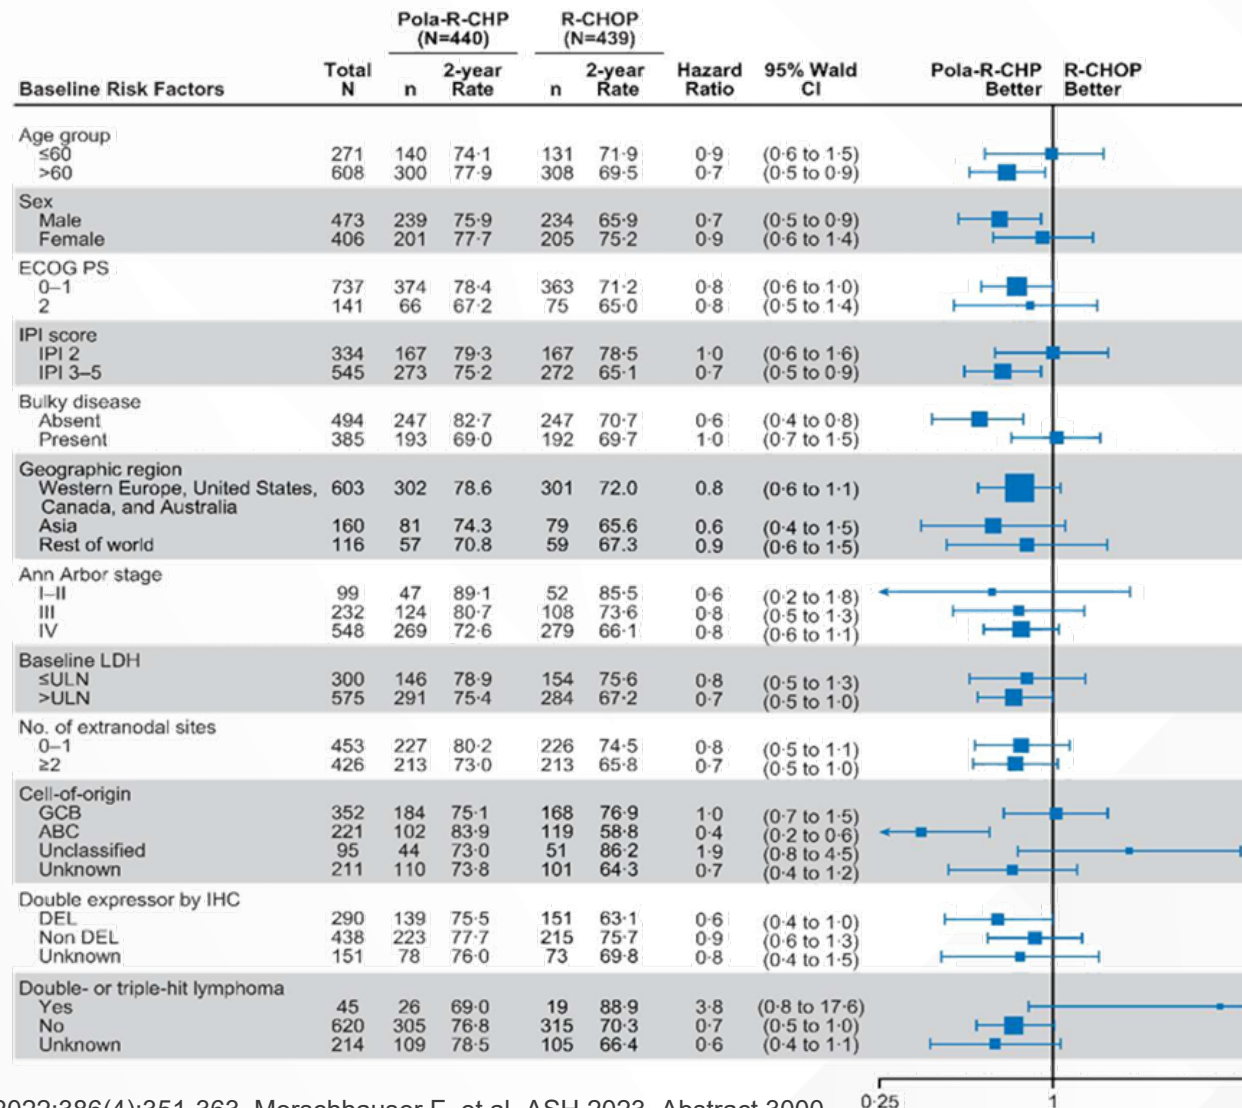 Pola-R-CHP R-CHOP
(N=440) (N=439)
Total 2-year 2-year Hazard 95% Wald Pola-R-CHP R-CHOP
Baseline Risk Factors N n Rate n Rate Ratio CI Better Better
Age group
≤60 271 140 74·1 131 71·9 0·9 (0·6 to 1·5)
>60 608 300 77·9 308 69·5 0·7 (0·5 to 0·9)
Sex
Male 473 239 75·9 234 65·9 0·7 (0·5 to 0·9)
Female 406 201 77·7 205 75·2 0·9 (0·6 to 1·4)
ECOG PS
0–1 737 374 78·4 363 71·2 0·8 (0·6 to 1·0)
2 141 66 67·2 75 65·0 0·8 (0·5 to 1·4)
IPI score
IPI 2 334 167 79·3 167 78·5 1·0 (0·6 to 1·6)
IPI 3–5 545 273 75·2 272 65·1 0·7 (0·5 to 0·9)
Bulky disease
Absent 494 247 82·7 247 70·7 0·6 (0·4 to 0·8)
Present 385 193 69·0 192 69·7 1·0 (0·7 to 1·5)
Geographic region
Western Europe, United States, 603 302 78.6 301 72.0 0.8 (0·6 to 1·1)
Canada, and Australia
Asia 160 81 74.3 79 65.6 0.6 (0·4 to 1·5)
Rest of world 116 57 70.8 59 67.3 0.9 (0·6 to 1·5)
Ann Arbor stage
I–II 99 47 89·1 52 85·5 0·6 (0·2 to 1·8)
III 232 124 80·7 108 73·6 0·8 (0·5 to 1·3)
IV 548 269 72·6 279 66·1 0·8 (0·6 to 1·1)
Baseline LDH
≤ULN 300 146 78·9 154 75·6 0·8 (0·5 to 1·3)
>ULN 575 291 75·4 284 67·2 0·7 (0·5 to 1·0)
No. of extranodal sites
0–1 453 227 80·2 226 74·5 0·8 (0·5 to 1·1)
≥2 426 213 73·0 213 65·8 0·7 (0·5 to 1·0)
Cell-of-origin
GCB 352 184 75·1 168 76·9 1·0 (0·7 to 1·5)
ABC 221 102 83·9 119 58·8 0·4 (0·2 to 0·6)
Unclassified 95 44 73·0 51 86·2 1·9 (0·8 to 4·5)
Unknown 211 110 73·8 101 64·3 0·7 (0·4 to 1·2)
Double expressor by IHC
DEL 290 139 75·5 151 63·1 0·6 (0·4 to 1·0)
Non DEL 438 223 77·7 215 75·7 0·9 (0·6 to 1·3)
Unknown 151 78 76·0 73 69·8 0·8 (0·4 to 1·5)
Double- or triple-hit lymphoma
Yes 45 26 69·0 19 88·9 3·8 (0·8 to 17·6)
No 620 305 76·8 315 70·3 0·7 (0·5 to 1·0)
Unknown 214 109 78·5 105 66·4 0·6 (0·4 to 1·1)
0·25 1